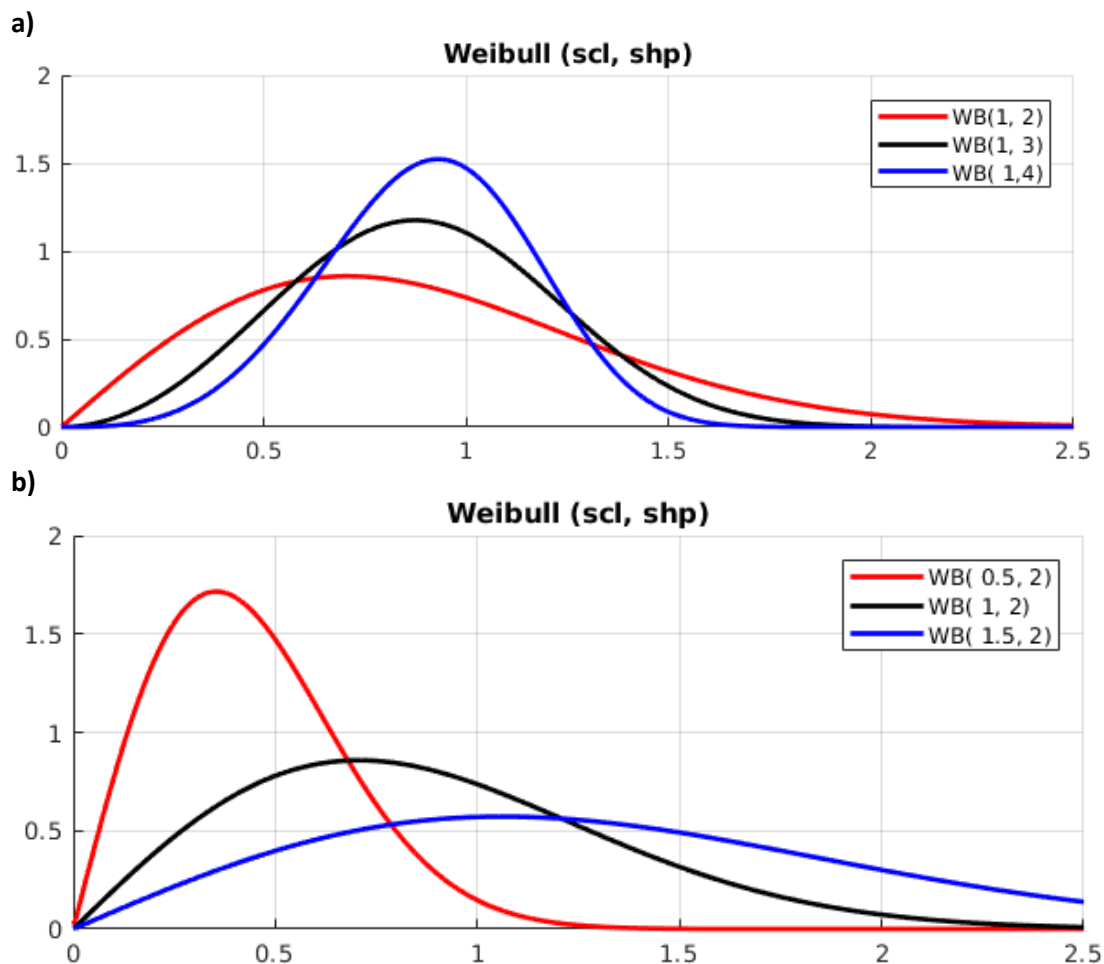 a)
Weibull (scl, shp)
2
1.5
1
0.5
0
WB(1, 2)
WB(1, 3)
WB( 1,4)
0 0.5 1 1.5 2 2.5
b)
Weibull (scl, shp)
2
1.5
1
0.5
0
WB( 0.5, 2)
WB( 1, 2)
WB( 1.5, 2)
0 0.5 1 1.5 2 2.5